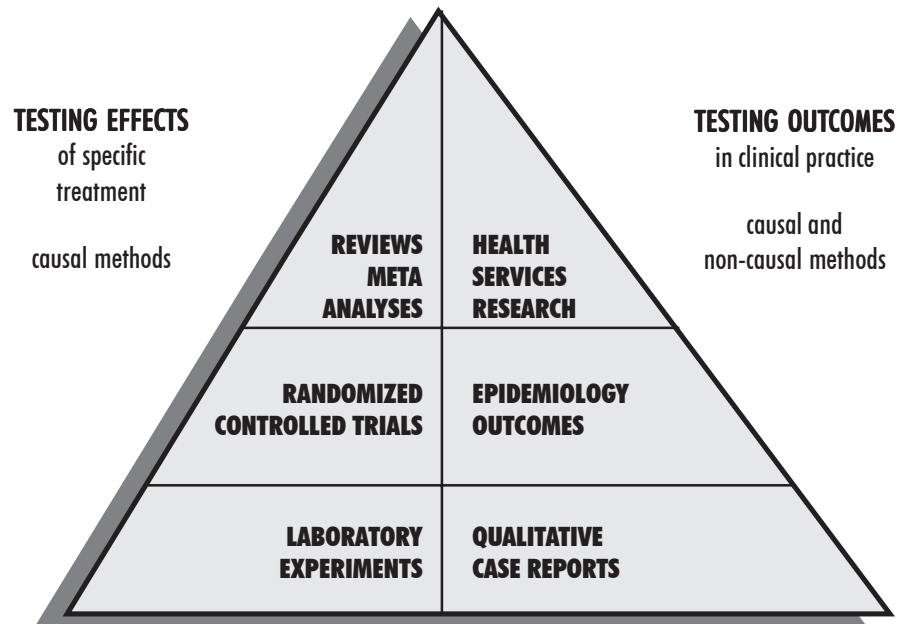 TESTING EFFECTS
of specific
treatment
causal methods
TESTING OUTCOMES
in clinical practice
causal and
non-causal methods
REVIEWS
META
ANALYSES
HEALTH
SERVICES
RESEARCH
RANDOMIZED
CONTROLLED TRIALS
EPIDEMIOLOGY
OUTCOMES
LABORATORY
EXPERIMENTS
QUALITATIVE
CASE REPORTS